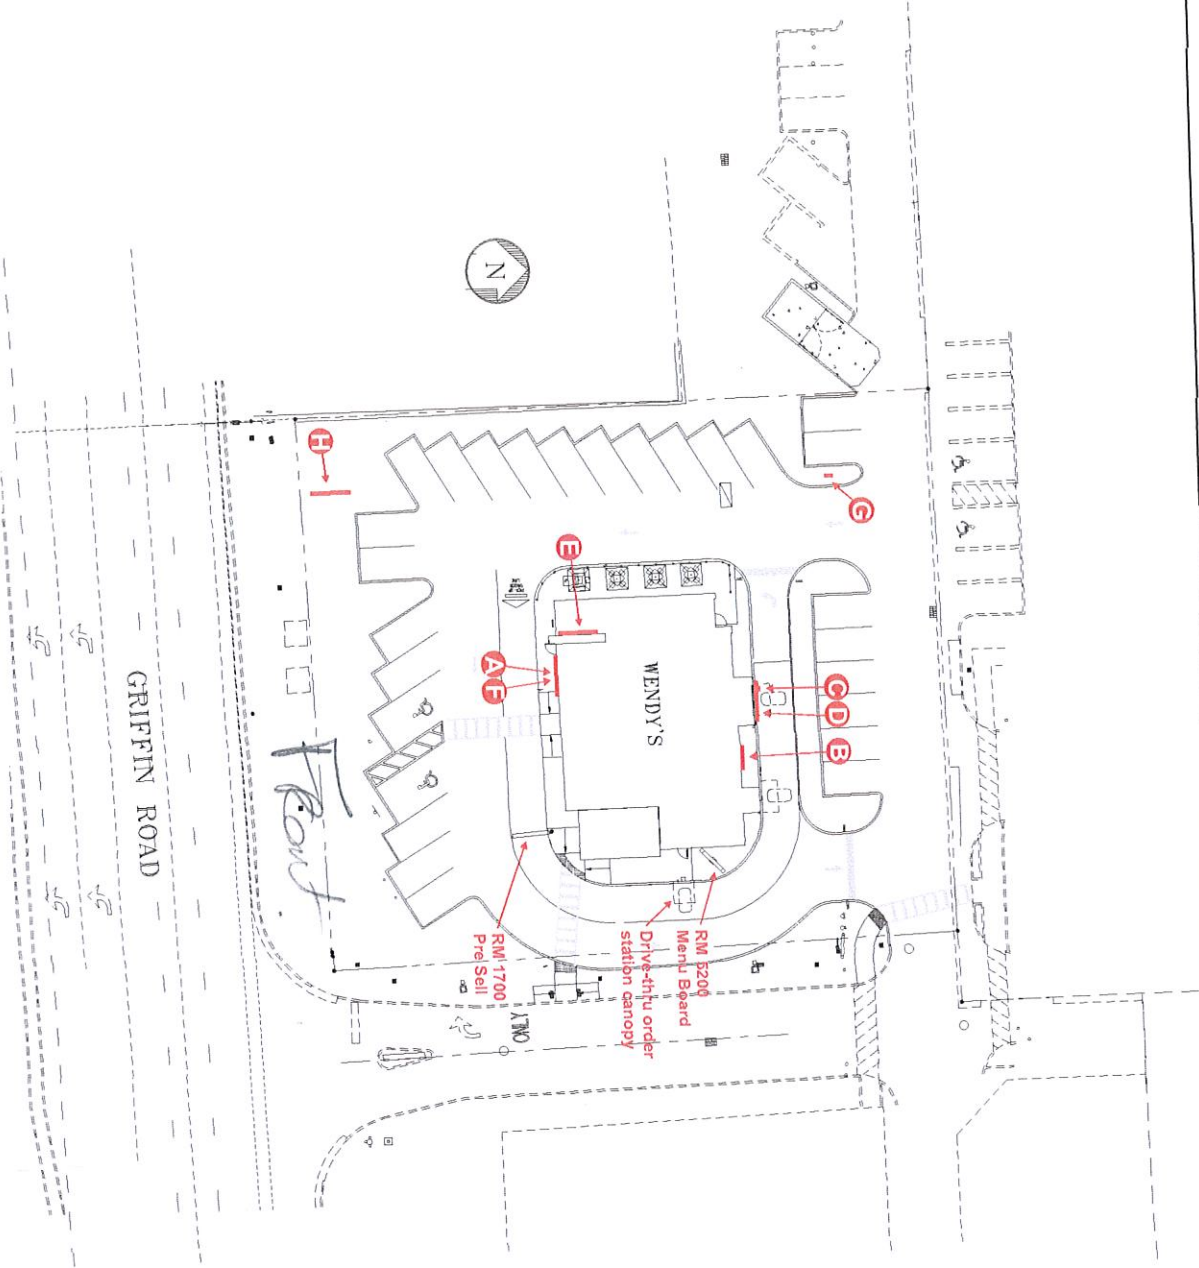 N
H
G
E
A F
WENDY'S
C
D
B
GRIFFIN ROAD
FRONT
RM 5200
Menu Board
Drive-thru order
station canopy
RM 1700
Pre Sell
ONLY